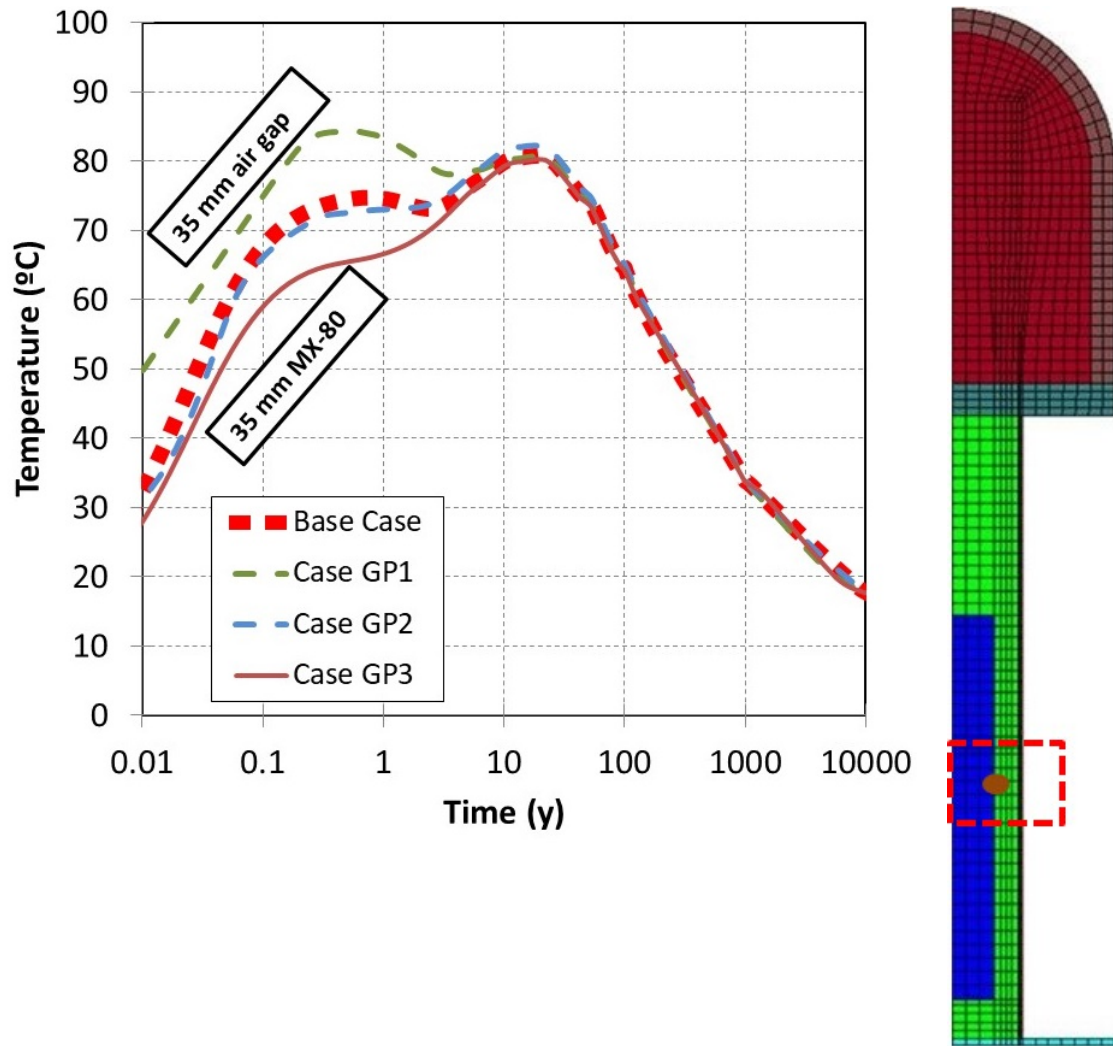 100
90
80
70
60
50
40
30
20
10
0
Temperature (ºC)
35 mm air gap
35 mm MX-80
Base Case
Case GP1
Case GP2
Case GP3
0.01 0.1 1 10 100 1000 10000
Time (y)